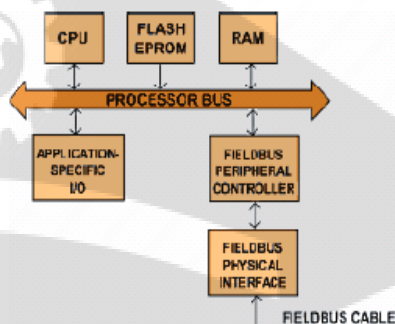 CPU
FLASH
EPROM
RAM
PROCESSOR BUS
APPLICATION-
SPECIFIC
I/O
FIELDBUS
PERIPHERAL
CONTROLLER
FIELDBUS
PHYSICAL
INTERFACE
FIELDBUS CABLE